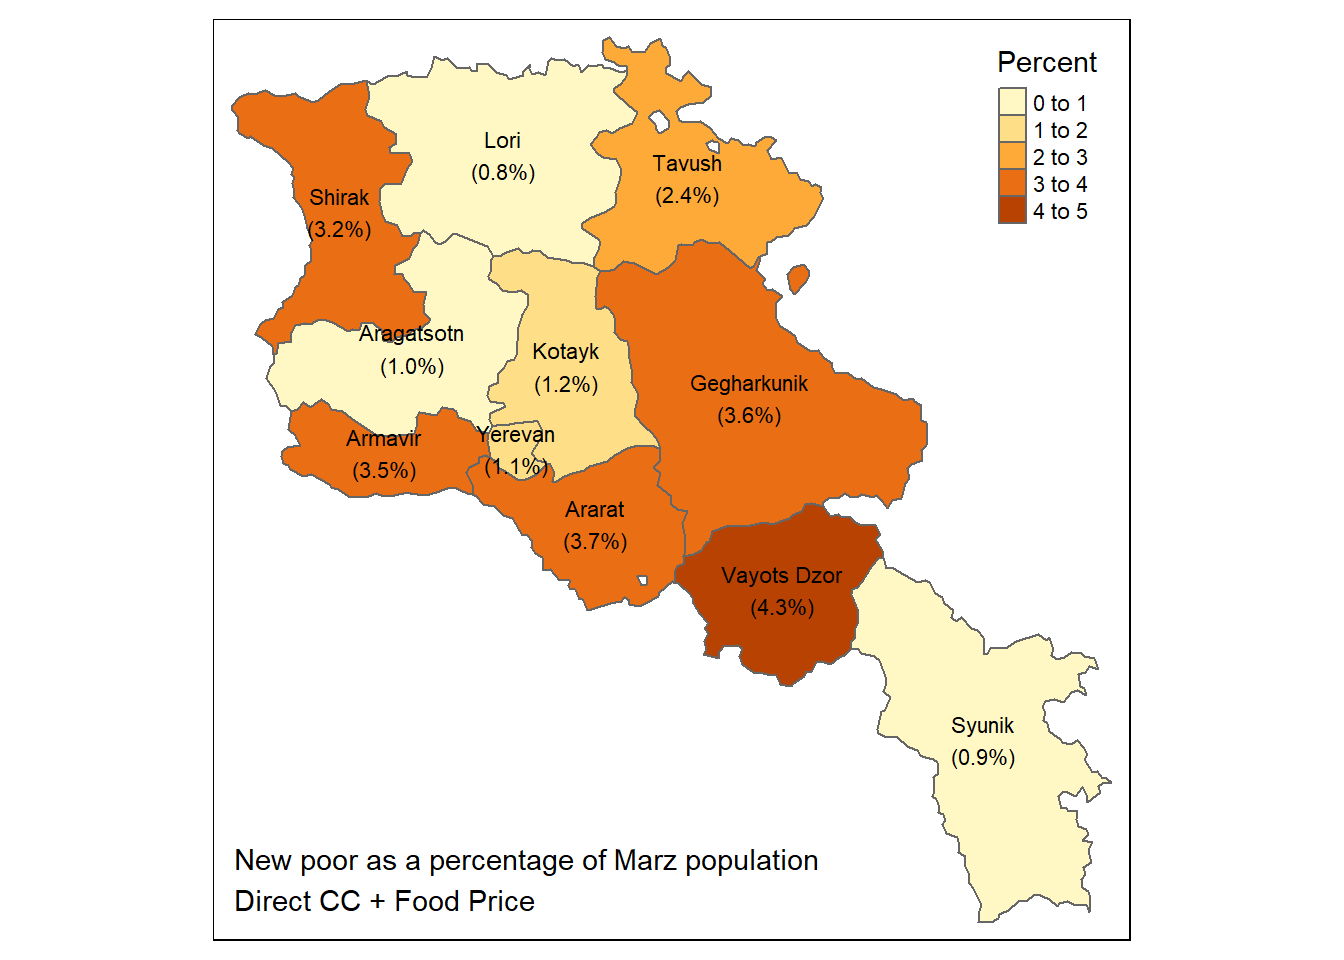 Percent
0 to 1
1 to 2
2 to 3
3 to 4
4 to 5
Lori
(0.8%)
Tavush
(2.4%)
Shirak
(3.2%)
Aragatsotn
(1.0%)
Kotayk
(1.2%)
Gegharkunik
(3.6%)
Armavir
(3.5%)
Yerevan
(1.1%)
Ararat
(3.7%)
Vayots Dzor
(4.3%)
Syunik
(0.9%)
New poor as a percentage of Marz population
Direct CC + Food Price